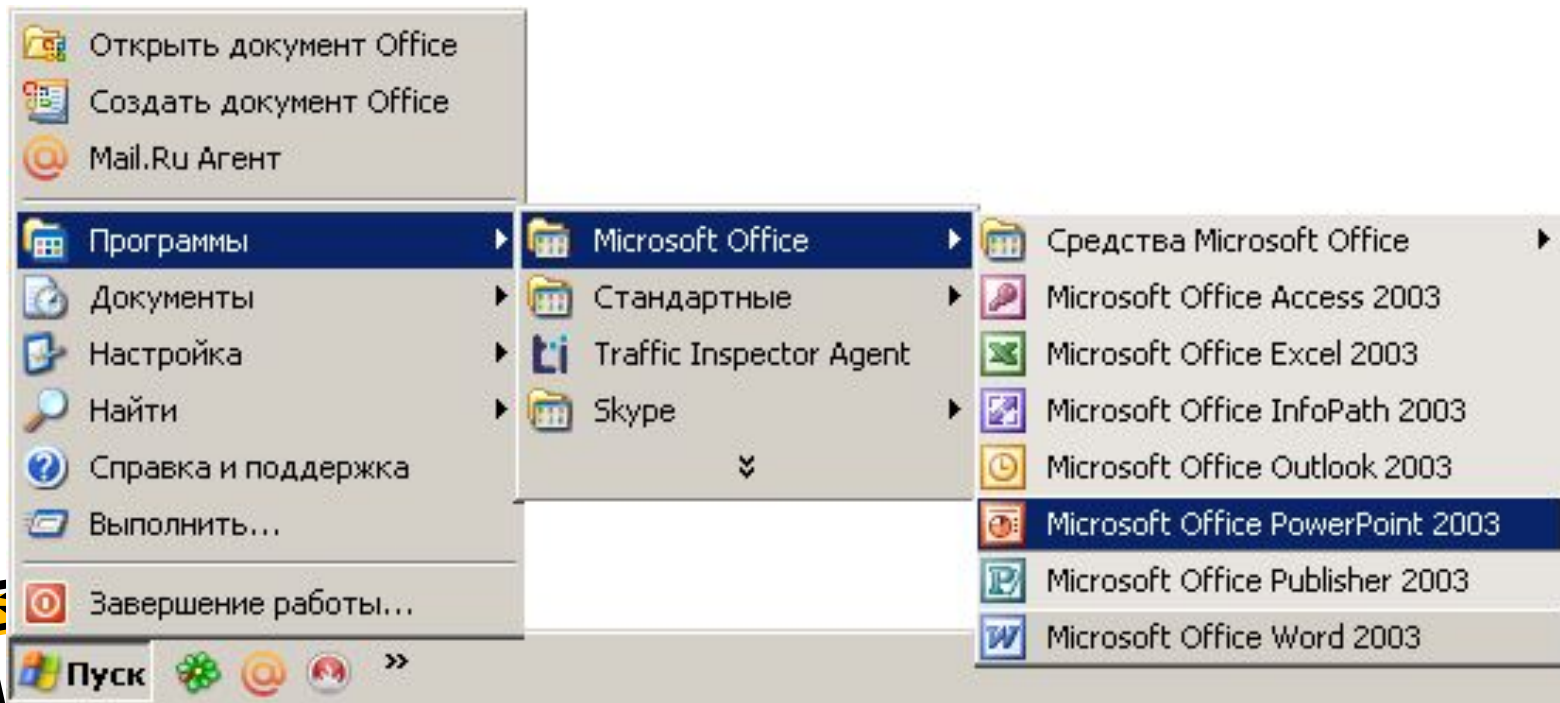 Открыть документ Office
Создать документ Office
Mail.Ru Агент
Программы
Документы
Настройка
Найти
Справка и поддержка
Выполнить...
Завершение работы...
Пуск
Microsoft Office
Стандартные
Traffic Inspector Agent
Skype
Средства Microsoft Office
Microsoft Office Access 2003
Microsoft Office Excel 2003
Microsoft Office InfoPath 2003
Microsoft Office Outlook 2003
Microsoft Office PowerPoint 2003
Microsoft Office Publisher 2003
Microsoft Office Word 2003